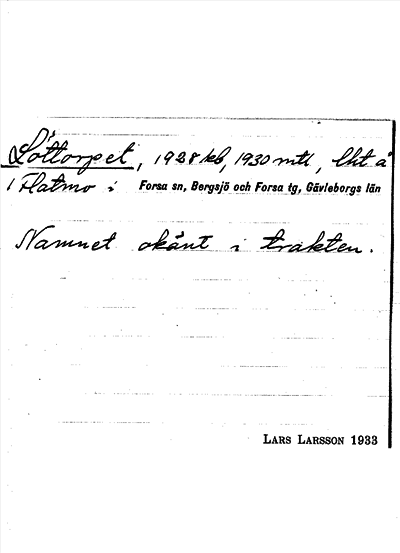 Löttorpet, 1928 kb, 1930 mtl, lht å
1 Flatmo i Forsa sn, Bergsjö och Forsa tg, Gävleborgs län
Namnet okänt i trakten.
LARS LARSSON 1933